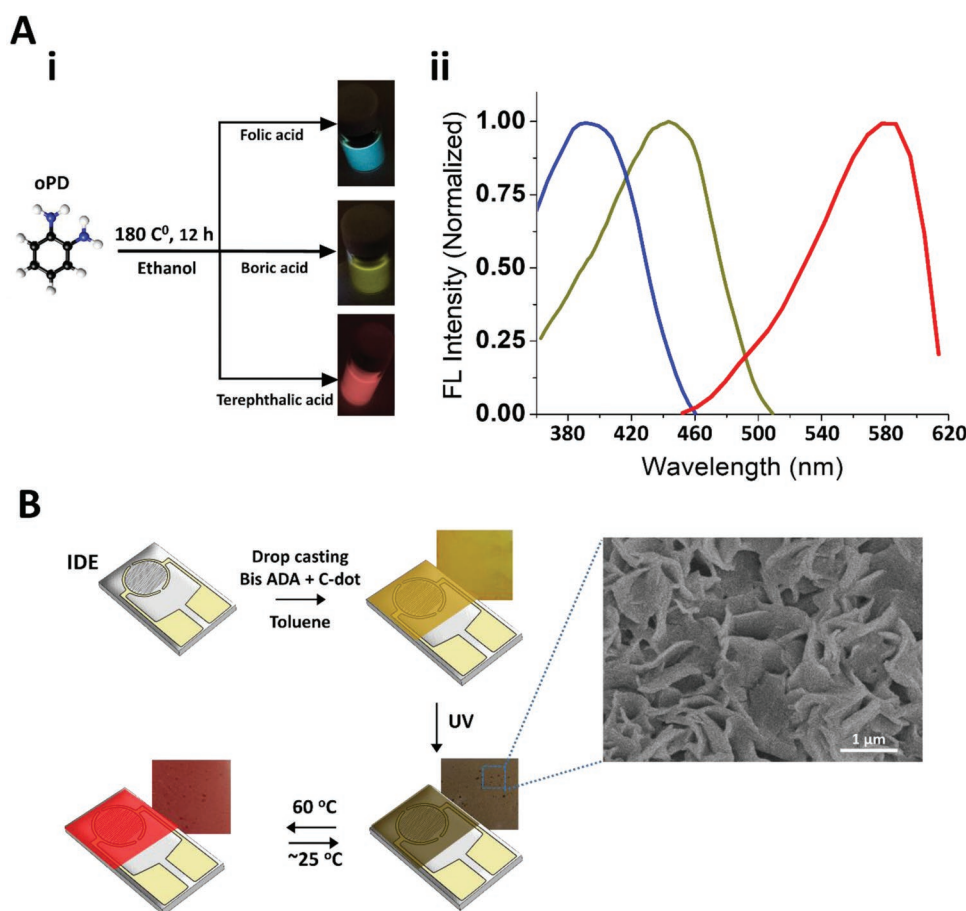 A
i
oPD
180 C⁰, 12 h
Ethanol
Folic acid
Boric acid
Terephthalic acid
ii
FL Intensity (Normalized)
1.00
0.75
0.50
0.25
0.00
380 420 460 500 540 580 620
Wavelength (nm)
B
IDE
Drop casting
Bis ADA + C-dot
Toluene
UV
60 °C
~25 °C
1 µm